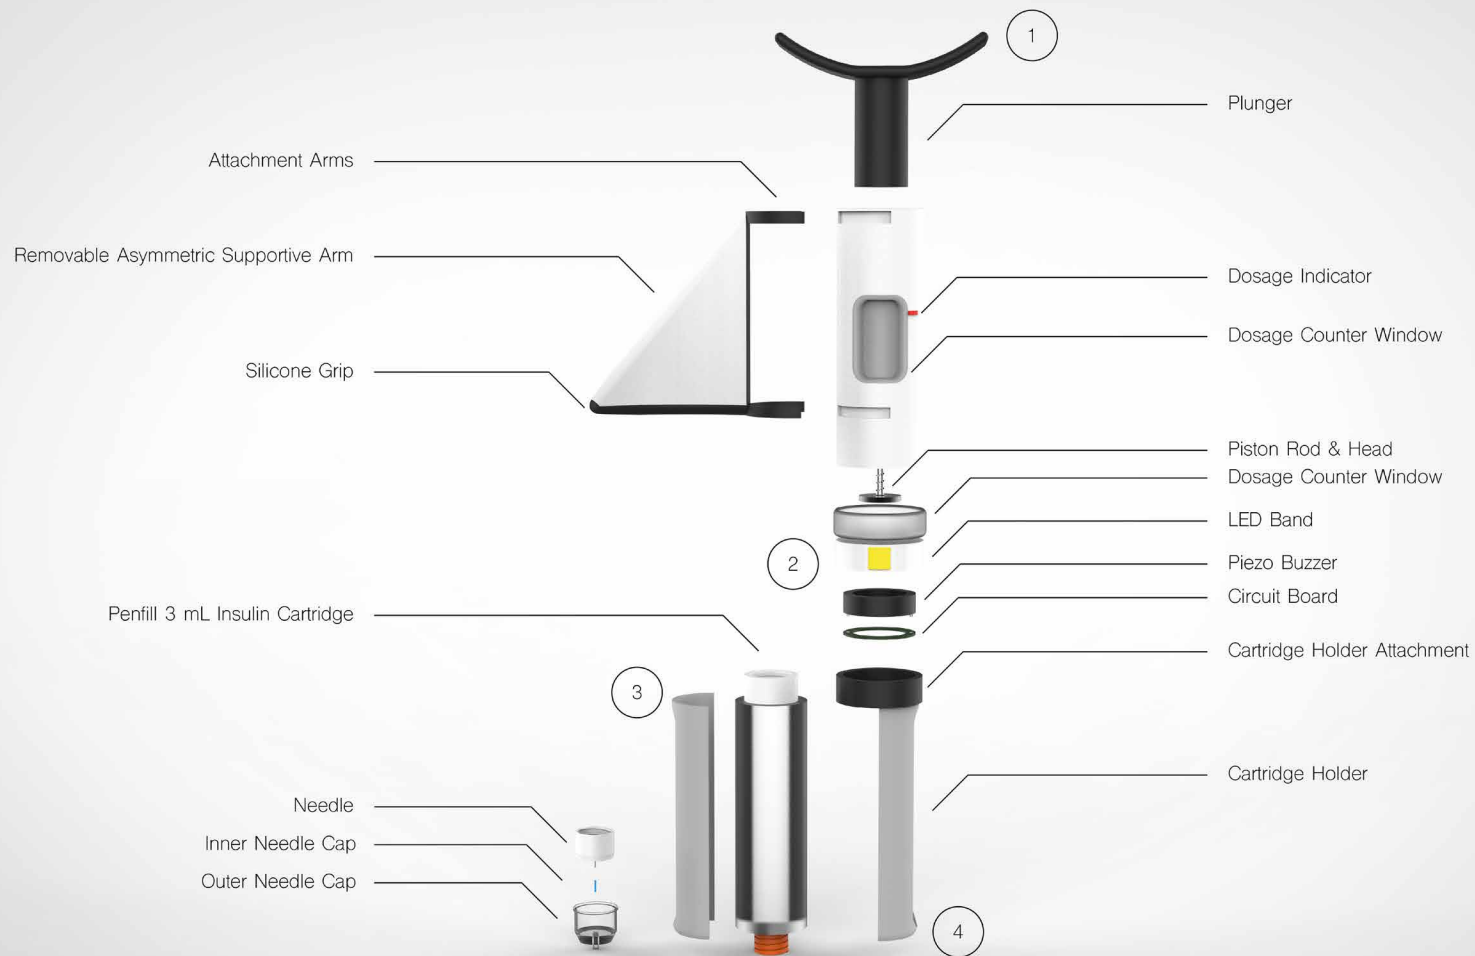 1
Plunger
Attachment Arms
Removable Asymmetric Supportive Arm
Dosage Indicator
Dosage Counter Window
Silicone Grip
Piston Rod & Head
Dosage Counter Window
LED Band
2
Piezo Buzzer
Circuit Board
Penfill 3 mL Insulin Cartridge
Cartridge Holder Attachment
3
Cartridge Holder
Needle
Inner Needle Cap
Outer Needle Cap
4